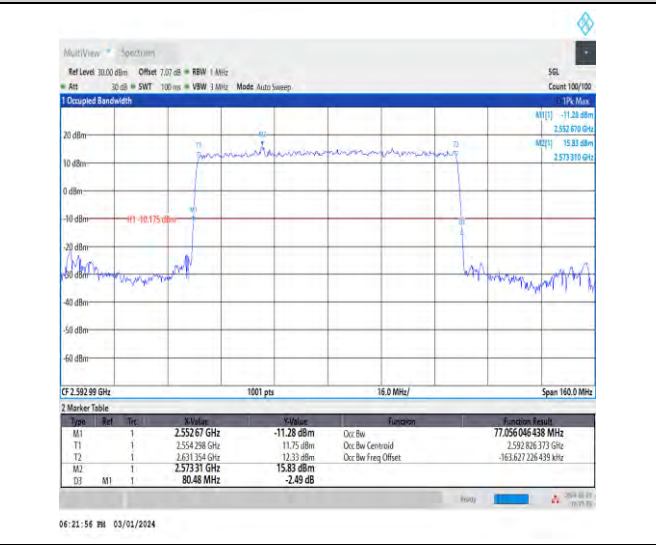 MultiView Spectrum
Ref Level 30.00 dBm Offset 7.07 dB RBW 1 MHz SGL
Att 30 dB SWT 100 ms VBW 3 MHz Mode Auto Sweep Count 100/100
1 Occupied Bandwidth 1Pk Max
M1[1] -11.28 dBm
2.552 670 GHz
M2[1] 15.83 dBm
2.573 310 GHz
20 dBm
M2
T1 T2
10 dBm
0 dBm
M1
-10 dBm H1 -10.175 dBm
D3
-20 dBm
-30 dBm
-40 dBm
-50 dBm
-60 dBm
CF 2.592 99 GHz 1001 pts 16.0 MHz/ Span 160.0 MHz
2 Marker Table
Type Ref Trc X-Value Y-Value Function Function Result
M1 1 2.552 67 GHz -11.28 dBm Occ Bw 77.056 046 438 MHz
T1 1 2.554 298 GHz 11.75 dBm Occ Bw Centroid 2.592 826 373 GHz
T2 1 2.631 354 GHz 12.33 dBm Occ Bw Freq Offset -163.627 226 439 kHz
M2 1 2.573 31 GHz 15.83 dBm
D3 M1 1 80.48 MHz -2.49 dB
Ready
06:21:56 PM 03/01/2024